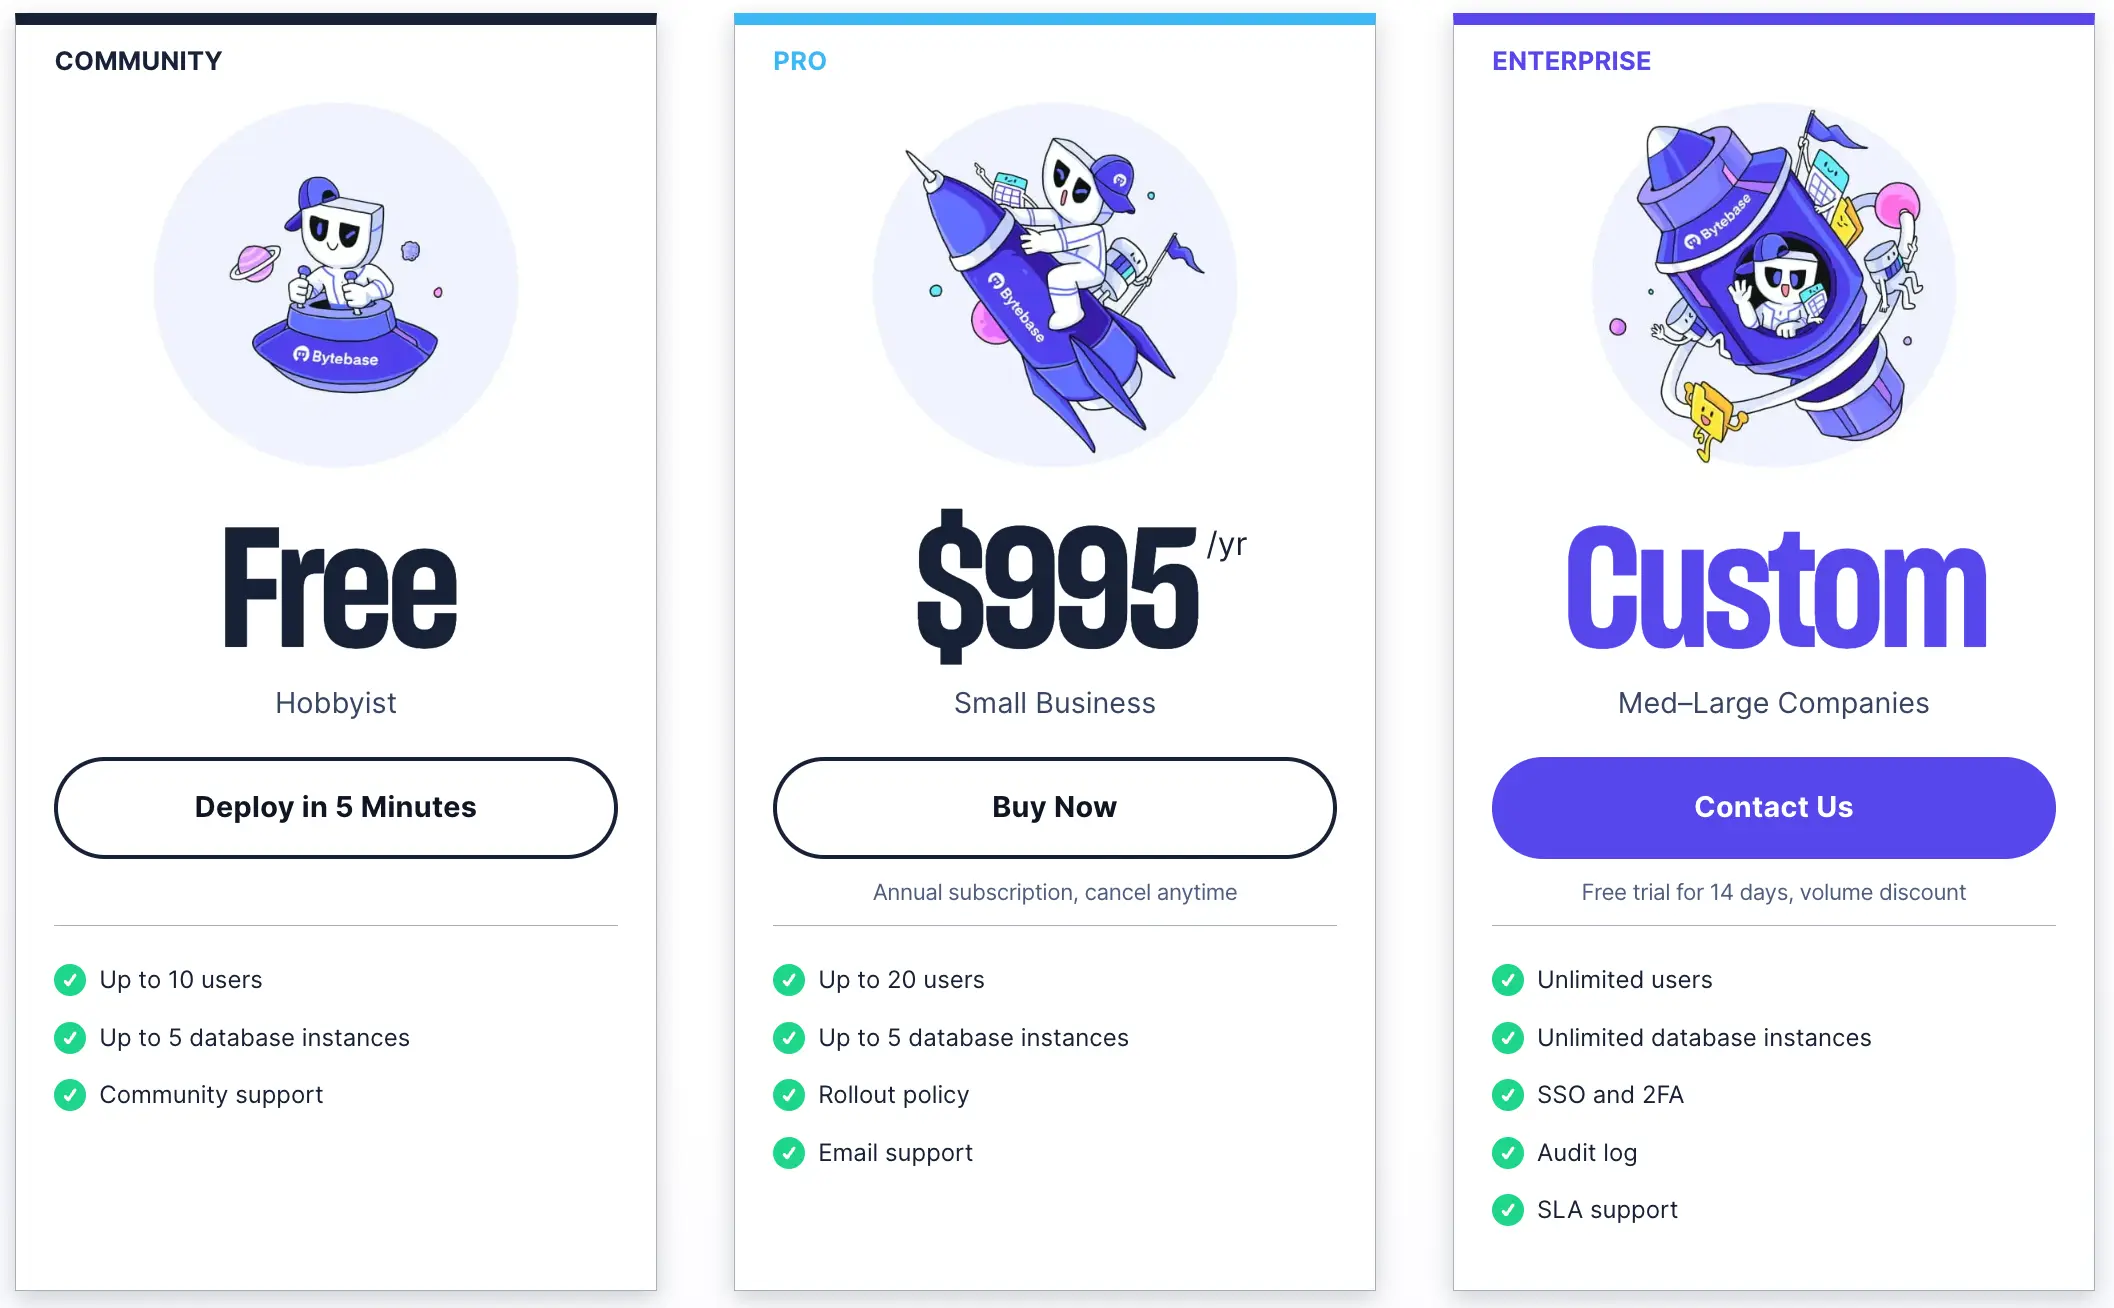 COMMUNITY
Bytebase
Free
Hobbyist
Deploy in 5 Minutes
Up to 10 users
Up to 5 database instances
Community support
PRO
Bytebase
$995 /yr
Small Business
Buy Now
Annual subscription, cancel anytime
Up to 20 users
Up to 5 database instances
Rollout policy
Email support
ENTERPRISE
Bytebase
Custom
Med–Large Companies
Contact Us
Free trial for 14 days, volume discount
Unlimited users
Unlimited database instances
SSO and 2FA
Audit log
SLA support